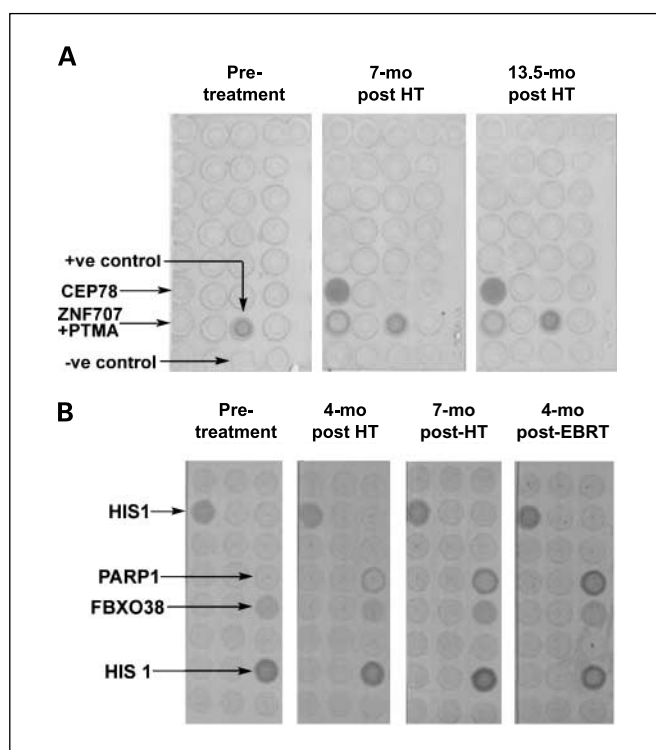 A
Pre-
treatment
7-mo
post HT
13.5-mo
post HT
+ve control
CEP78
ZNF707
+PTMA
-ve control
B
Pre-
treatment
4-mo
post HT
7-mo
post-HT
4-mo
post-EBRT
HIS1
PARP1
FBXO38
HIS 1